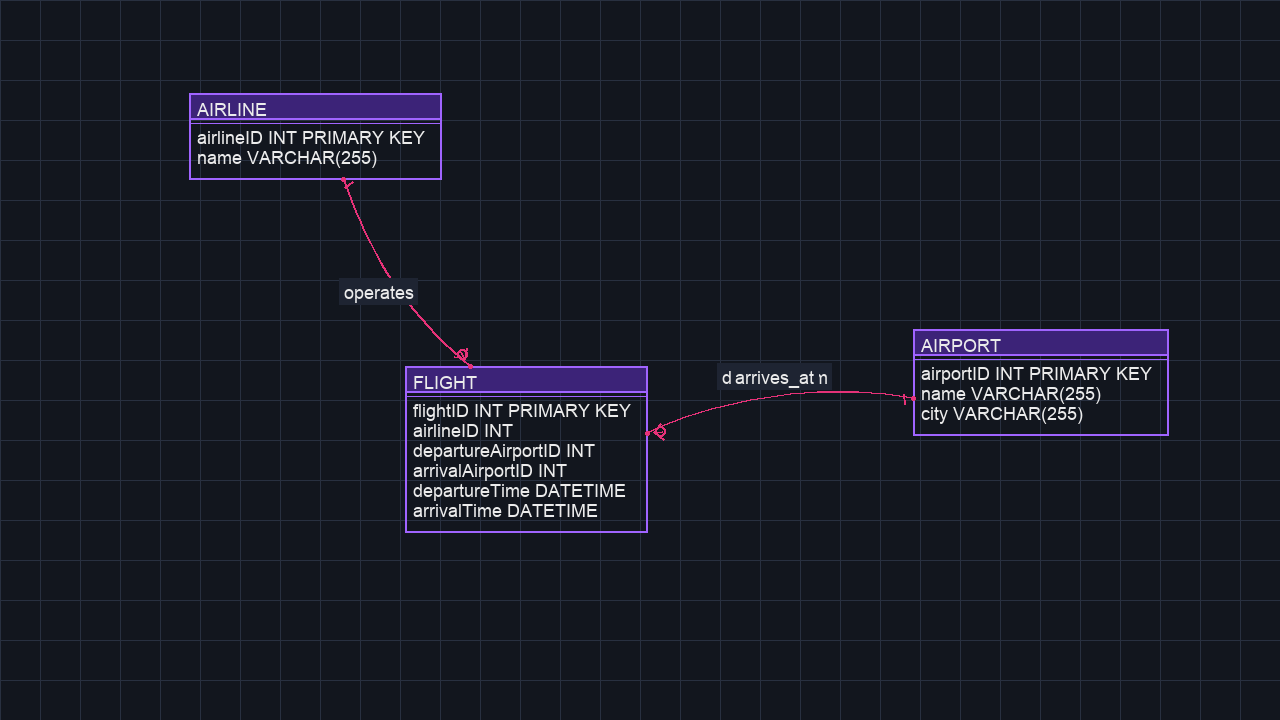 AIRLINE
airlineID INT PRIMARY KEY
name VARCHAR(255)
operates
FLIGHT
flightID INT PRIMARY KEY
airlineID INT
departureAirportID INT
arrivalAirportID INT
departureTime DATETIME
arrivalTime DATETIME
arrives_at
AIRPORT
airportID INT PRIMARY KEY
name VARCHAR(255)
city VARCHAR(255)